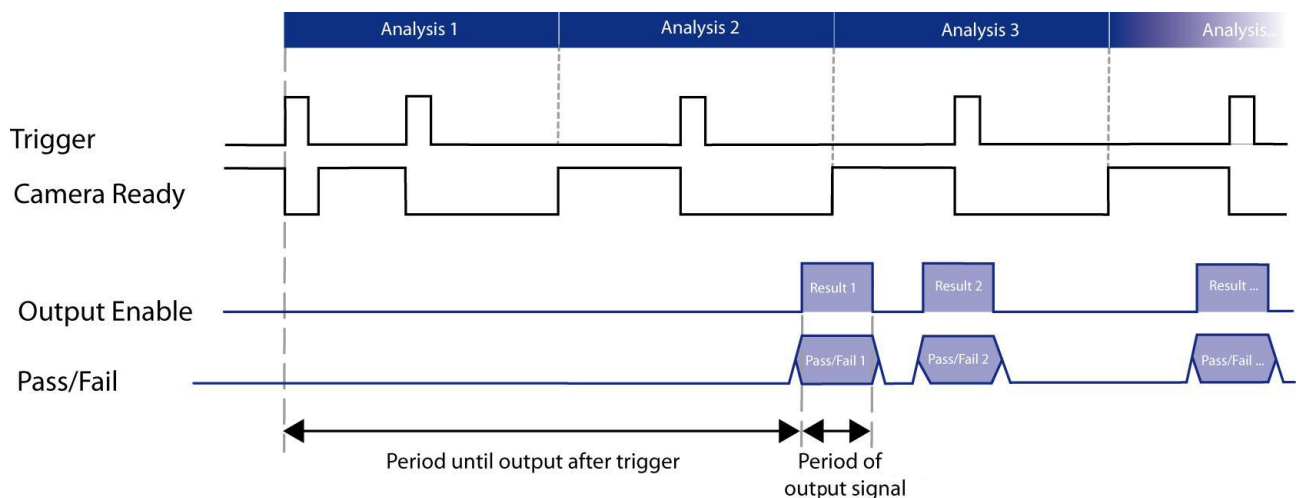 Analysis 1
Analysis 2
Analysis 3
Analysis...
Trigger
Camera Ready
Output Enable
Result 1
Result 2
Result ...
Pass/Fail
Pass/Fail 1
Pass/Fail 2
Pass/Fail ...
Period until output after trigger
Period of
output signal